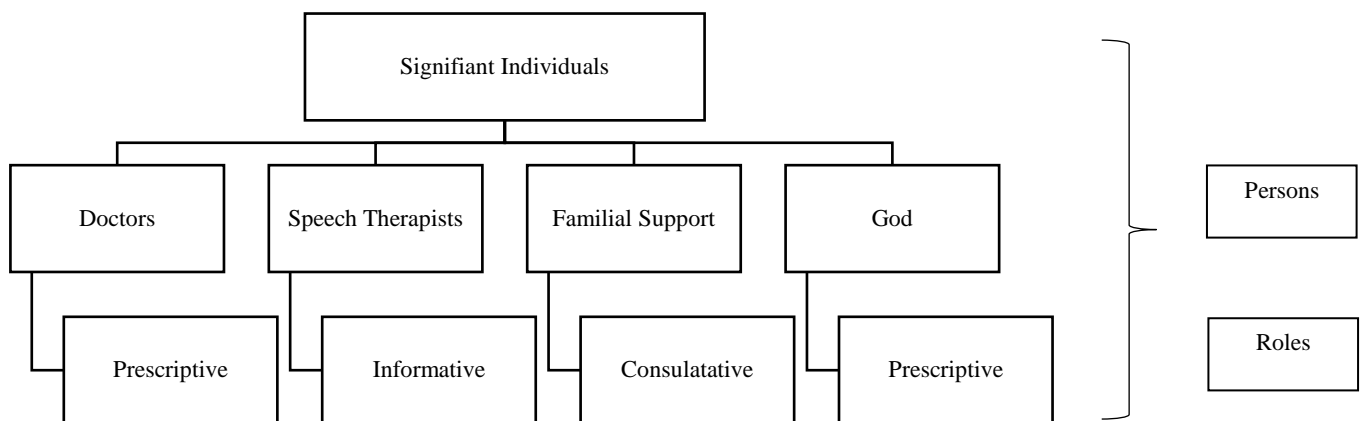 Signifiant Individuals
Doctors
Speech Therapists
Familial Support
God
Persons
Prescriptive
Informative
Consulatative
Prescriptive
Roles